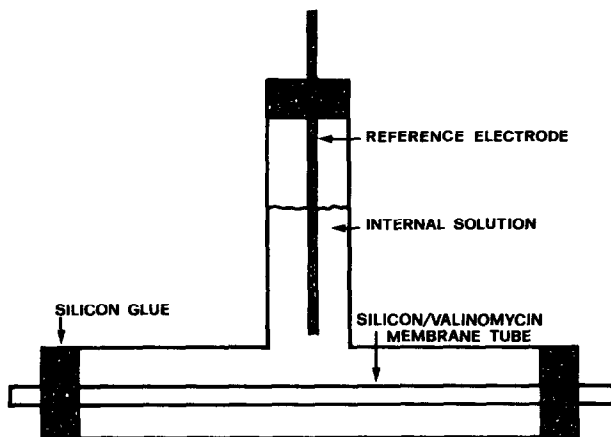 REFERENCE ELECTRODE
INTERNAL SOLUTION
SILICON GLUE
SILICON/VALINOMYCIN
MEMBRANE TUBE